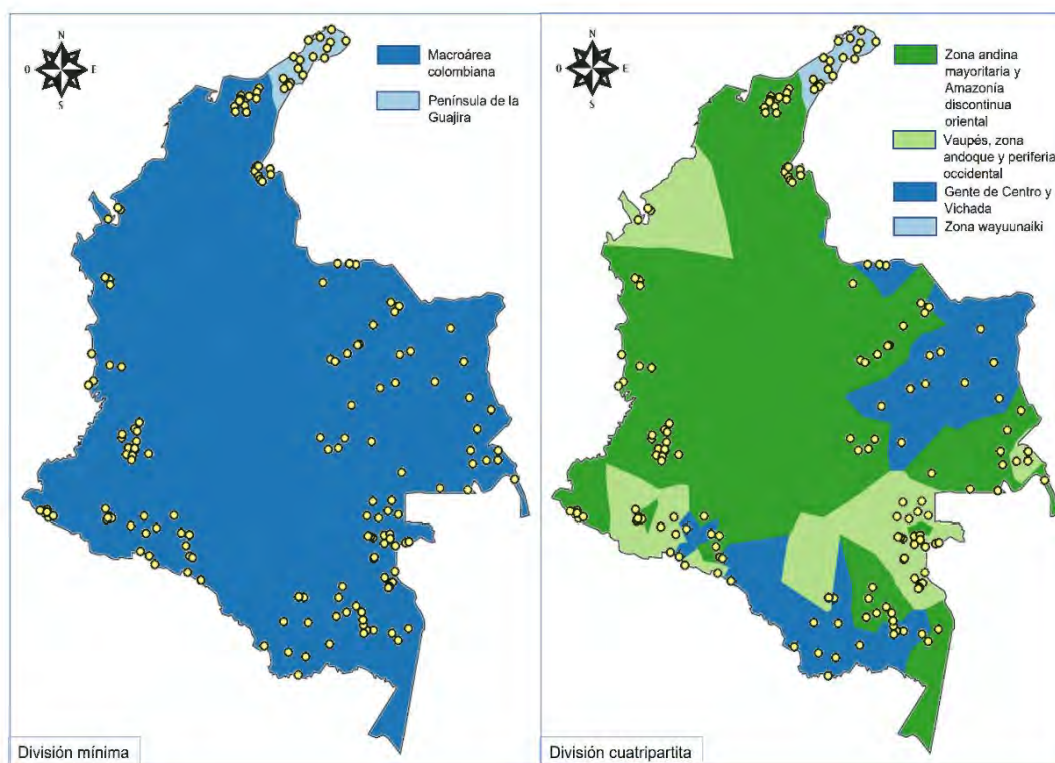 N
O
E
S
Macroárea
colombiana
Península de la
Guajira
División mínima
N
O
E
S
Zona andina
mayoritaria y
Amazonía
discontinua
oriental
Vaupés, zona
andoque y periferia
occidental
Gente de Centro y
Vichada
Zona wayuunaiki
División cuatripartita